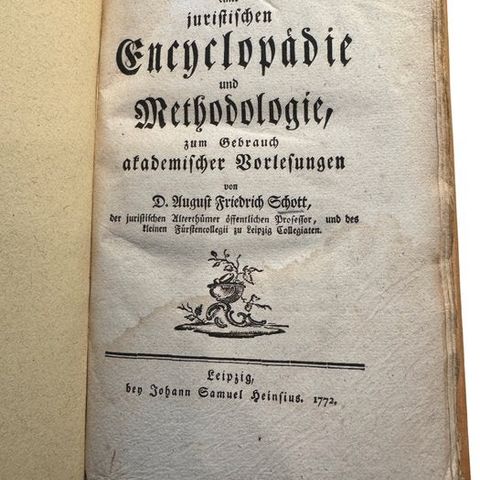 einer
juristischen
Encyclopädie
und
Methodologie,
zum Gebrauch
akademischer Vorlesungen
von
D. August Friedrich Schott,
der juristischen Alterthümer öffentlichen Professor, und des
kleinen Fürstencollegii zu Leipzig Collegiaten.
Leipzig,
bey Johann Samuel Heinsius. 1772.